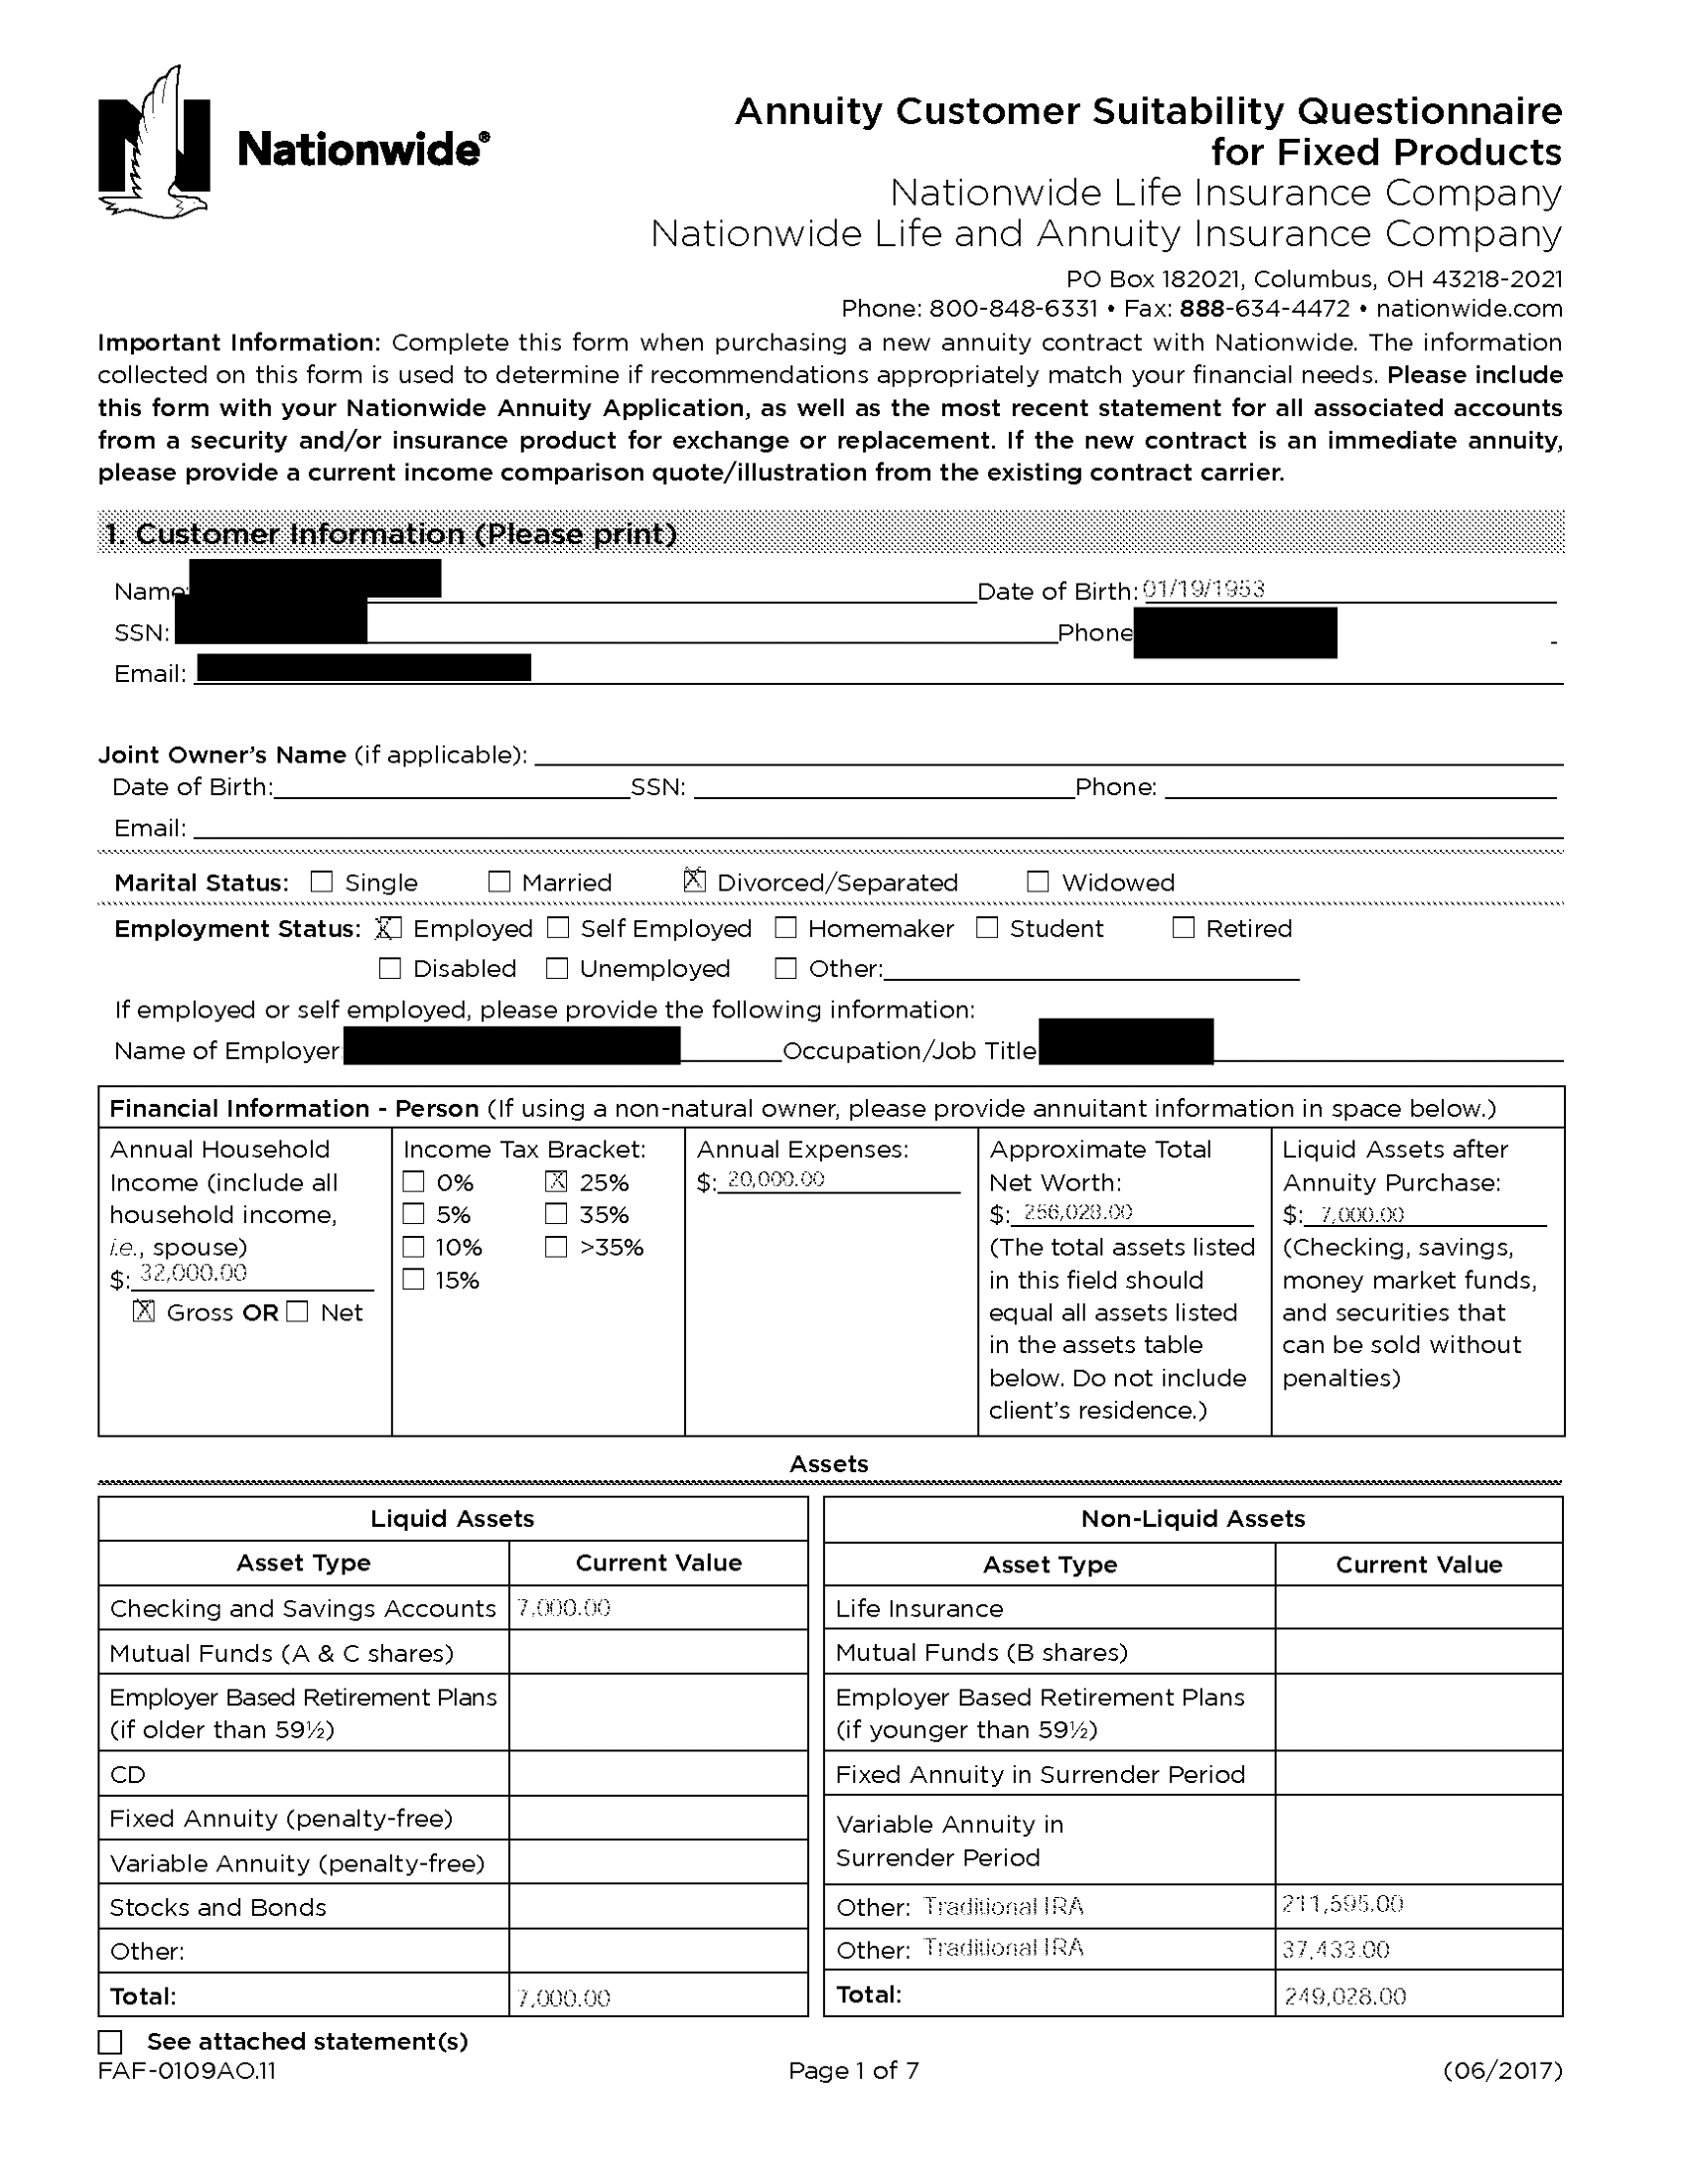 Nationwide®
Annuity Customer Suitability Questionnaire
for Fixed Products
Nationwide Life Insurance Company
Nationwide Life and Annuity Insurance Company
PO Box 182021, Columbus, OH 43218-2021
Phone: 800-848-6331 • Fax: 888-634-4472 • nationwide.com
Important Information: Complete this form when purchasing a new annuity contract with Nationwide. The information
collected on this form is used to determine if recommendations appropriately match your financial needs. Please include
this form with your Nationwide Annuity Application, as well as the most recent statement for all associated accounts
from a security and/or insurance product for exchange or replacement. If the new contract is an immediate annuity,
please provide a current income comparison quote/illustration from the existing contract carrier.
1. Customer Information (Please print)
Name: Date of Birth: 01/19/1953
SSN: Phone
Email:
Joint Owner's Name (if applicable):
Date of Birth: SSN: Phone:
Email:
Marital Status: Single Married X Divorced/Separated Widowed
Employment Status: X Employed Self Employed Homemaker Student Retired
Disabled Unemployed Other:
If employed or self employed, please provide the following information:
Name of Employer Occupation/Job Title
Financial Information - Person (If using a non-natural owner, please provide annuitant information in space below.)
Annual Household
Income (include all
household income,
i.e., spouse)
$: 32,000.00
X Gross OR Net
Income Tax Bracket:
0% X 25%
5% 35%
10% >35%
15%
Annual Expenses:
$: 20,000.00
Approximate Total
Net Worth:
$: 256,028.00
(The total assets listed
in this field should
equal all assets listed
in the assets table
below. Do not include
client's residence.)
Liquid Assets after
Annuity Purchase:
$: 7,000.00
(Checking, savings,
money market funds,
and securities that
can be sold without
penalties)
Assets
Liquid Assets
Asset Type Current Value
Checking and Savings Accounts 7,000.00
Mutual Funds (A & C shares)
Employer Based Retirement Plans
(if older than 59½)
CD
Fixed Annuity (penalty-free)
Variable Annuity (penalty-free)
Stocks and Bonds
Other:
Total: 7,000.00
Non-Liquid Assets
Asset Type Current Value
Life Insurance
Mutual Funds (B shares)
Employer Based Retirement Plans
(if younger than 59½)
Fixed Annuity in Surrender Period
Variable Annuity in
Surrender Period
Other: Traditional IRA 211,595.00
Other: Traditional IRA 37,433.00
Total: 249,028.00
See attached statement(s)
FAF-0109AO.11 Page 1 of 7 (06/2017)